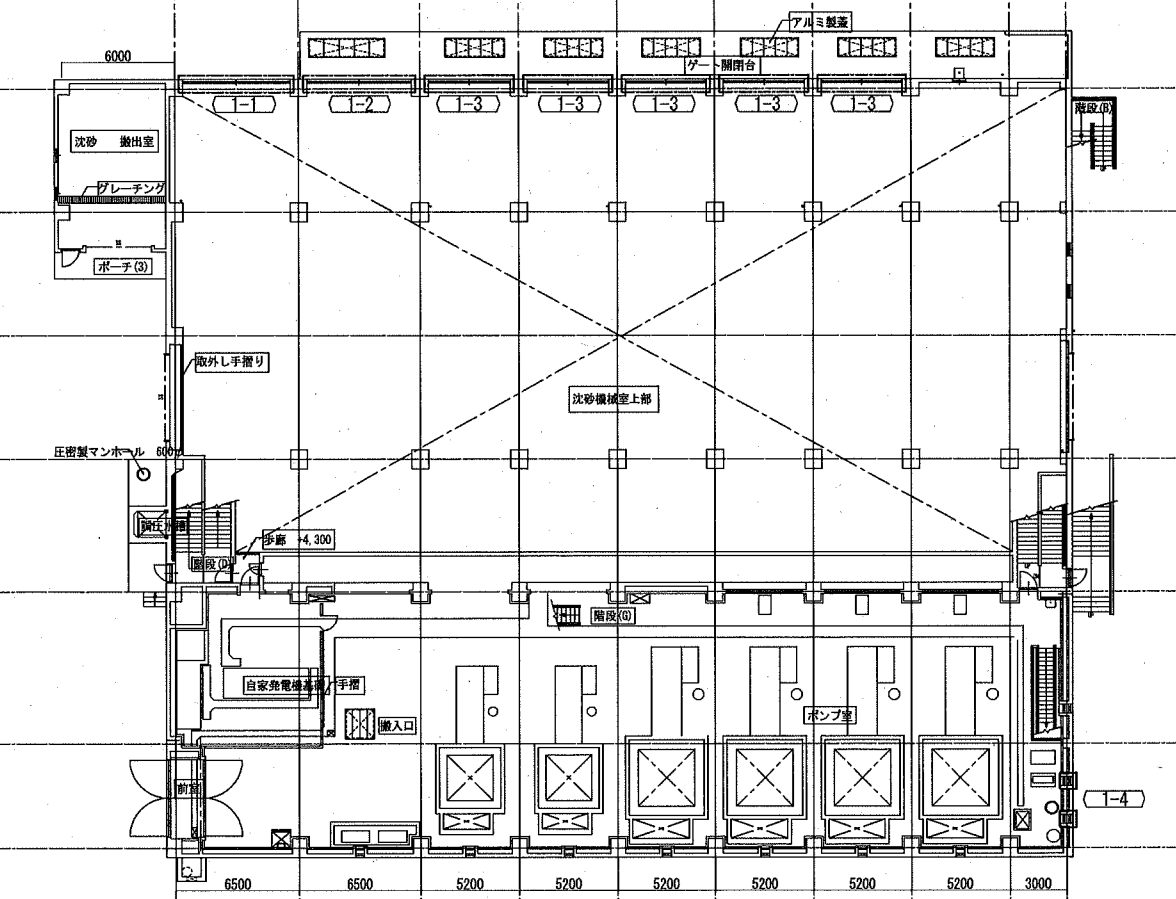 アルミ製蓋
6000
ゲート開閉台
1-1
1-2
1-3
1-3
1-3
1-3
1-3
階段(B)
沈砂 搬出室
グレーチング
ポーチ(3)
取外し手摺り
沈砂機械室上部
圧密製マンホール 600
歩廊 +4,300
階段(D)
階段(G)
自家発電機基礎
手摺
搬入口
ポンプ室
前室
1-4
6500
6500
5200
5200
5200
5200
5200
5200
3000